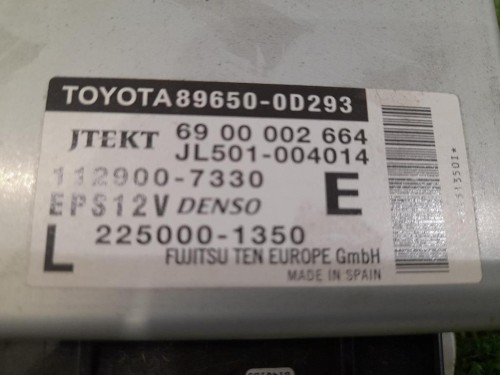 TOYOTA 89650-0D293
JTEKT 69 00 002 664
JL501-004014
112900-7330 E
EPS12V DENSO
L 225000-1350
FUJITSU TEN EUROPE GmbH
MADE IN SPAIN